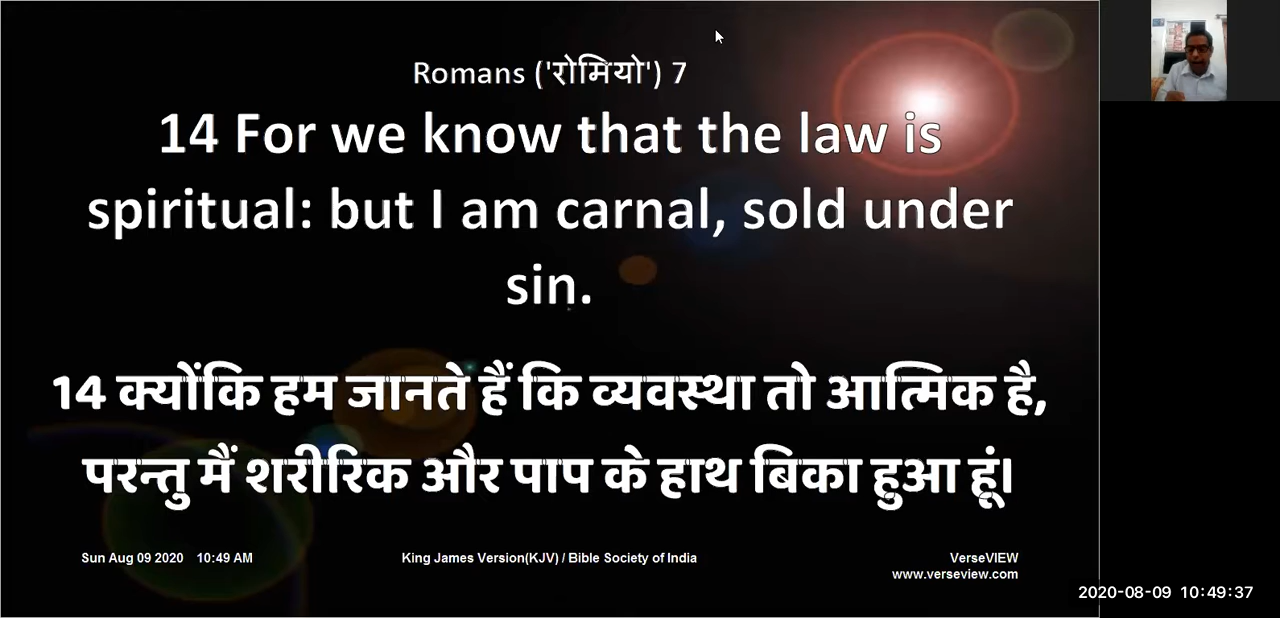 Romans ('रोमियो') 7
14 For we know that the law is
spiritual: but I am carnal, sold under
sin.
14 क्योंकि हम जानते हैं कि व्यवस्था तो आत्मिक है,
परन्तु मैं शरीरिक और पाप के हाथ बिका हुआ हूं।
Sun Aug 09 2020 10:49 AM
King James Version(KJV) / Bible Society of India
VerseVIEW
www.verseview.com
2020-08-09 10:49:37